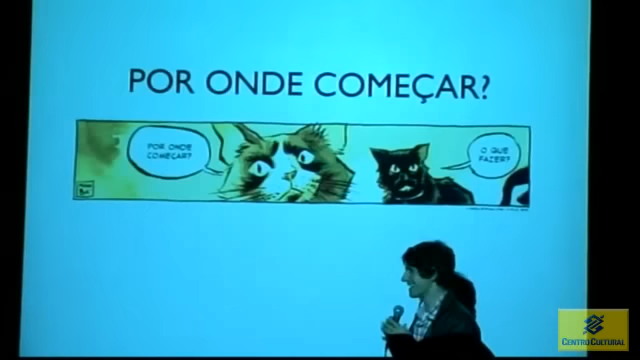 POR ONDE COMEÇAR?
POR ONDE
COMEÇAR?
O QUE
FAZER?
CENTRO CULTURAL